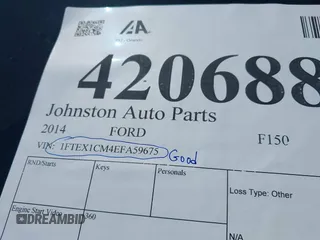 IAA
420688
Johnston Auto Parts
2014 FORD F150
VIN: 1FTEX1CM4EFA59675 Good
RND/Starts Keys Personals Loss Type: Other
Engine Start Video 360
N/A
DREAMBID